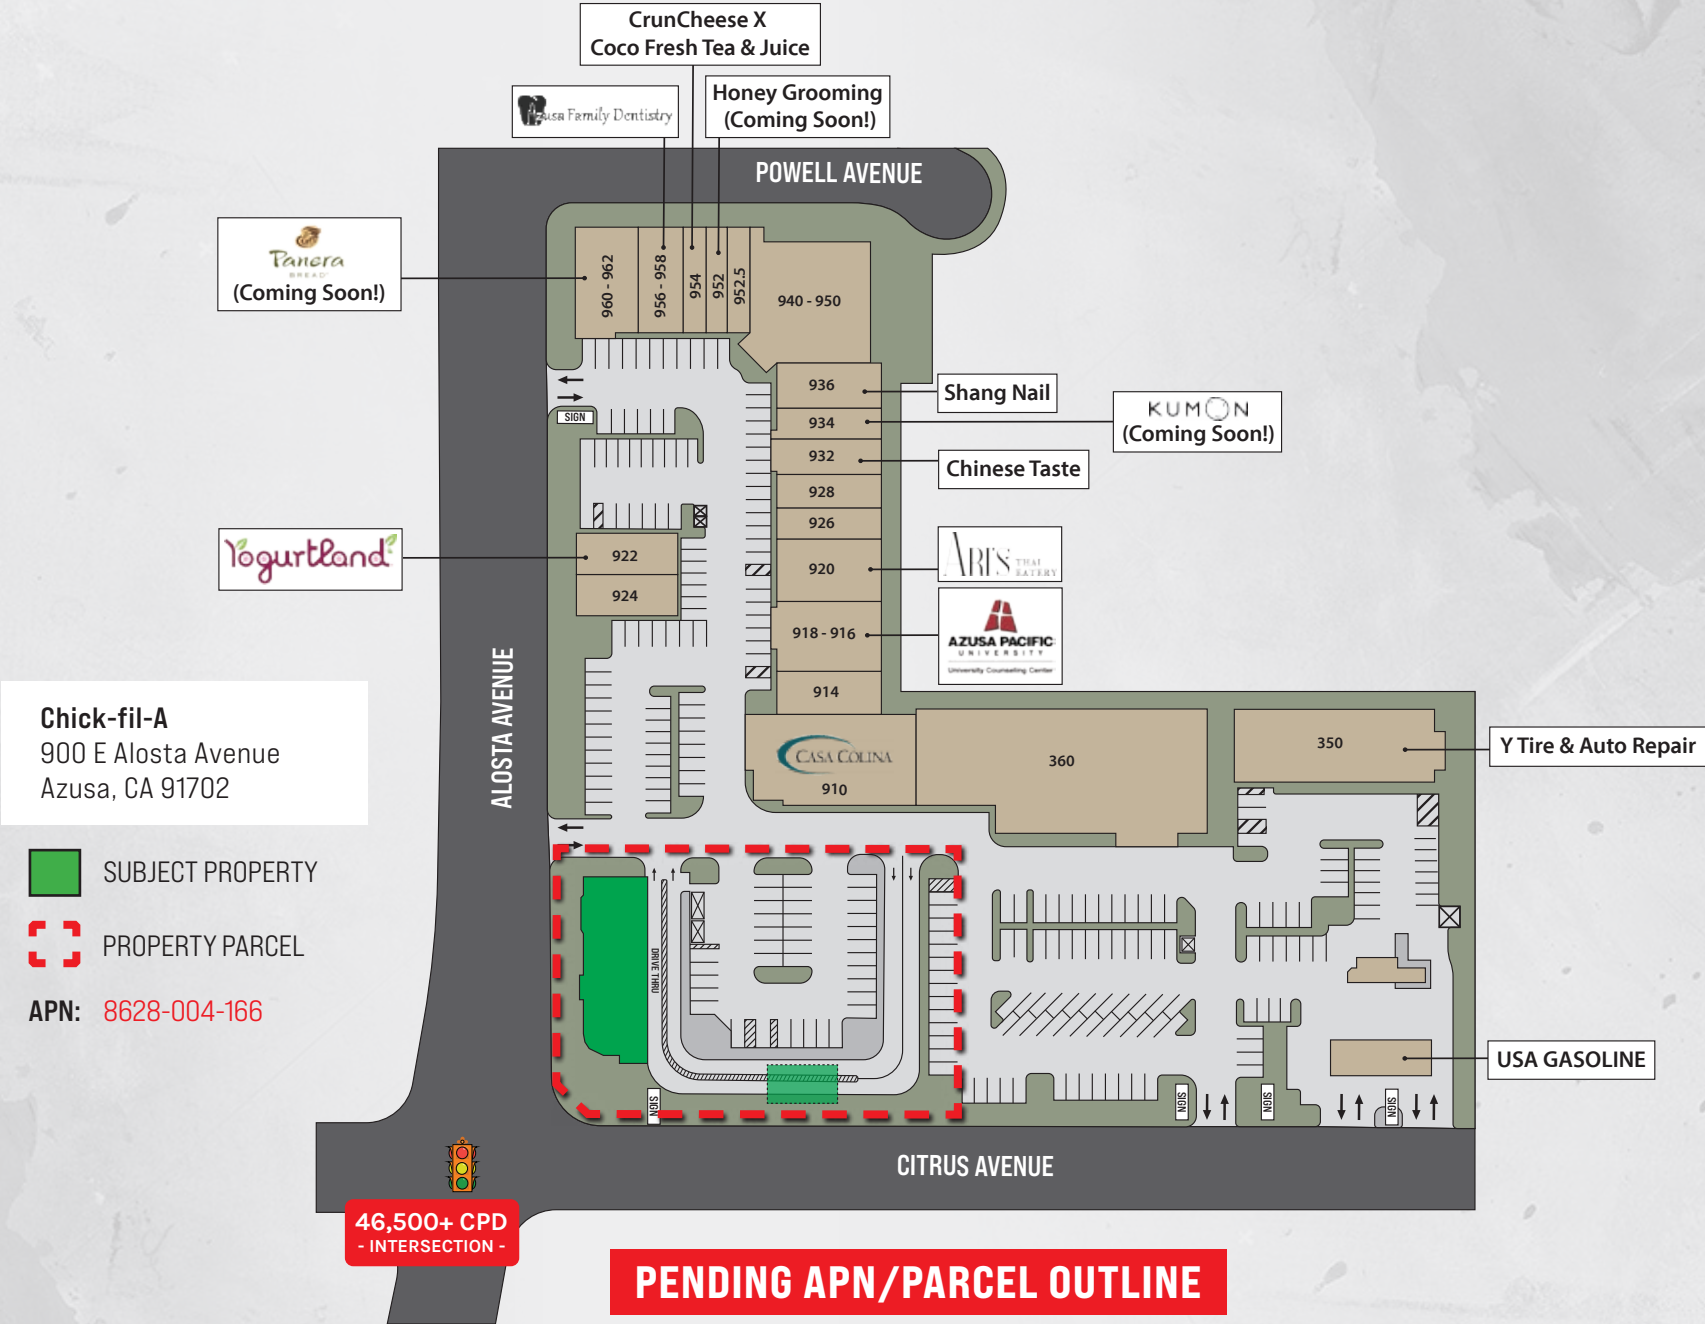 CrunCheese X
Coco Fresh Tea & Juice
Azusa Family Dentistry
Honey Grooming
(Coming Soon!)
POWELL AVENUE
Panera
BREAD
(Coming Soon!)
960 - 962
956 - 958
954
952
952.5
940 - 950
936
Shang Nail
934
KUMON
(Coming Soon!)
932
Chinese Taste
SIGN
928
926
Yogurtland
922
924
920
ARI'S THAI
EATERY
918 - 916
AZUSA PACIFIC
UNIVERSITY
University Counseling Center
914
ALOSTA AVENUE
Chick-fil-A
900 E Alosta Avenue
Azusa, CA 91702
CASA COLINA
910
360
350
Y Tire & Auto Repair
SUBJECT PROPERTY
PROPERTY PARCEL
APN: 8628-004-166
DRIVE THRU
USA GASOLINE
SIGN
SIGN
SIGN
SIGN
CITRUS AVENUE
46,500+ CPD
- INTERSECTION -
PENDING APN/PARCEL OUTLINE